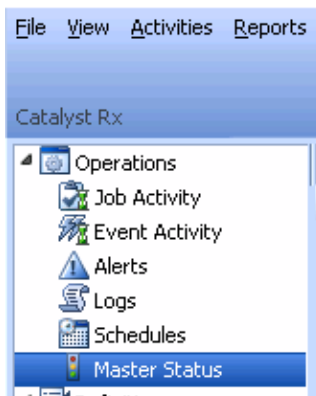 File View Activities Reports
Catalyst Rx
Operations
Job Activity
Event Activity
Alerts
Logs
Schedules
Master Status